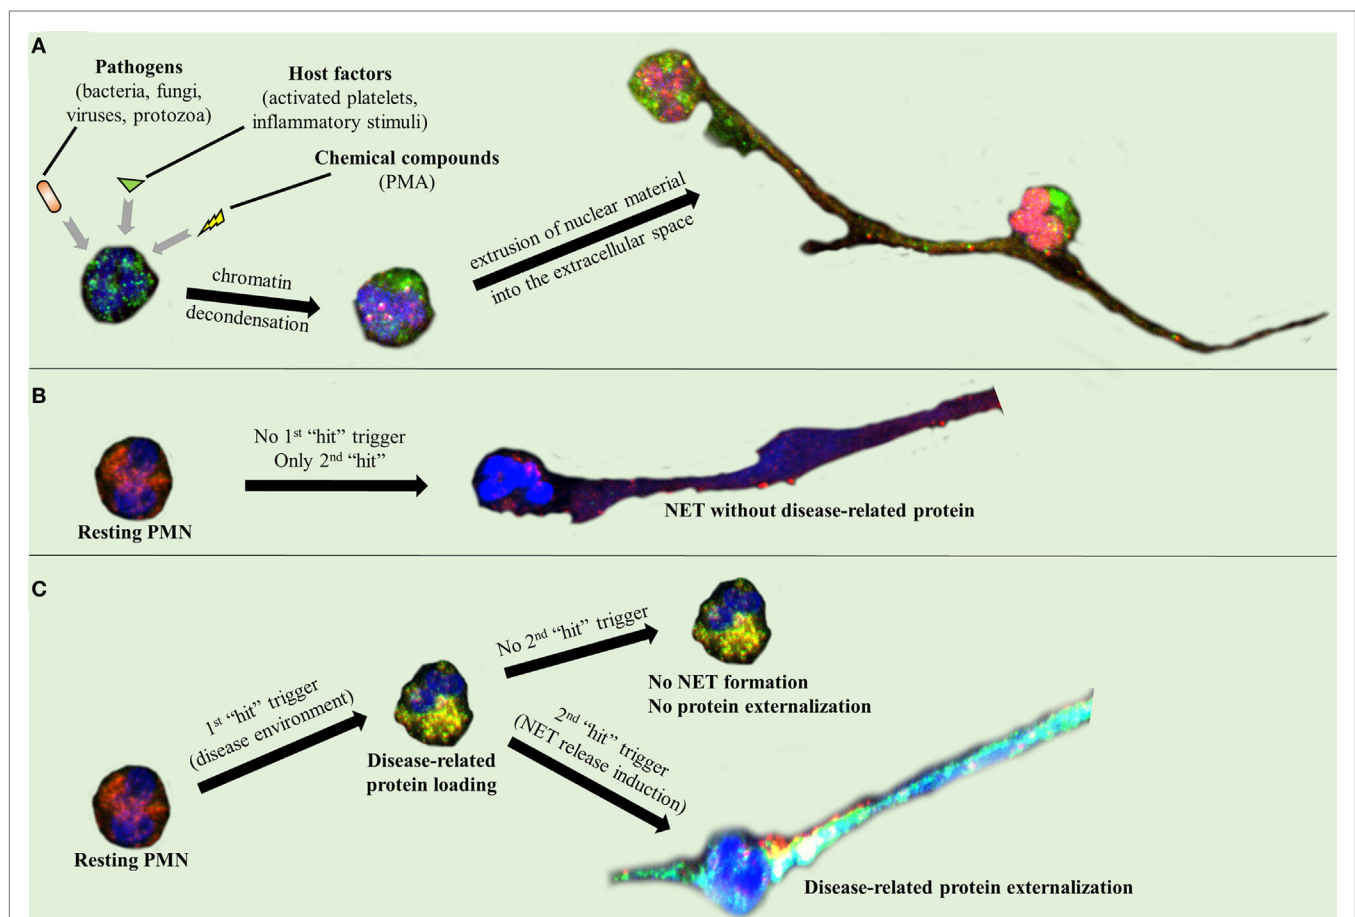 A
Pathogens
(bacteria, fungi,
viruses, protozoa)
Host factors
(activated platelets,
inflammatory stimuli)
Chemical compounds
(PMA)
chromatin
decondensation
extrusion of nuclear material
into the extracellular space
B
Resting PMN
No 1st “hit” trigger
Only 2nd “hit”
NET without disease-related protein
C
Resting PMN
1st “hit” trigger
(disease environment)
Disease-related
protein loading
No 2nd “hit” trigger
No NET formation
No protein externalization
2nd “hit” trigger
(NET release induction)
Disease-related protein externalization